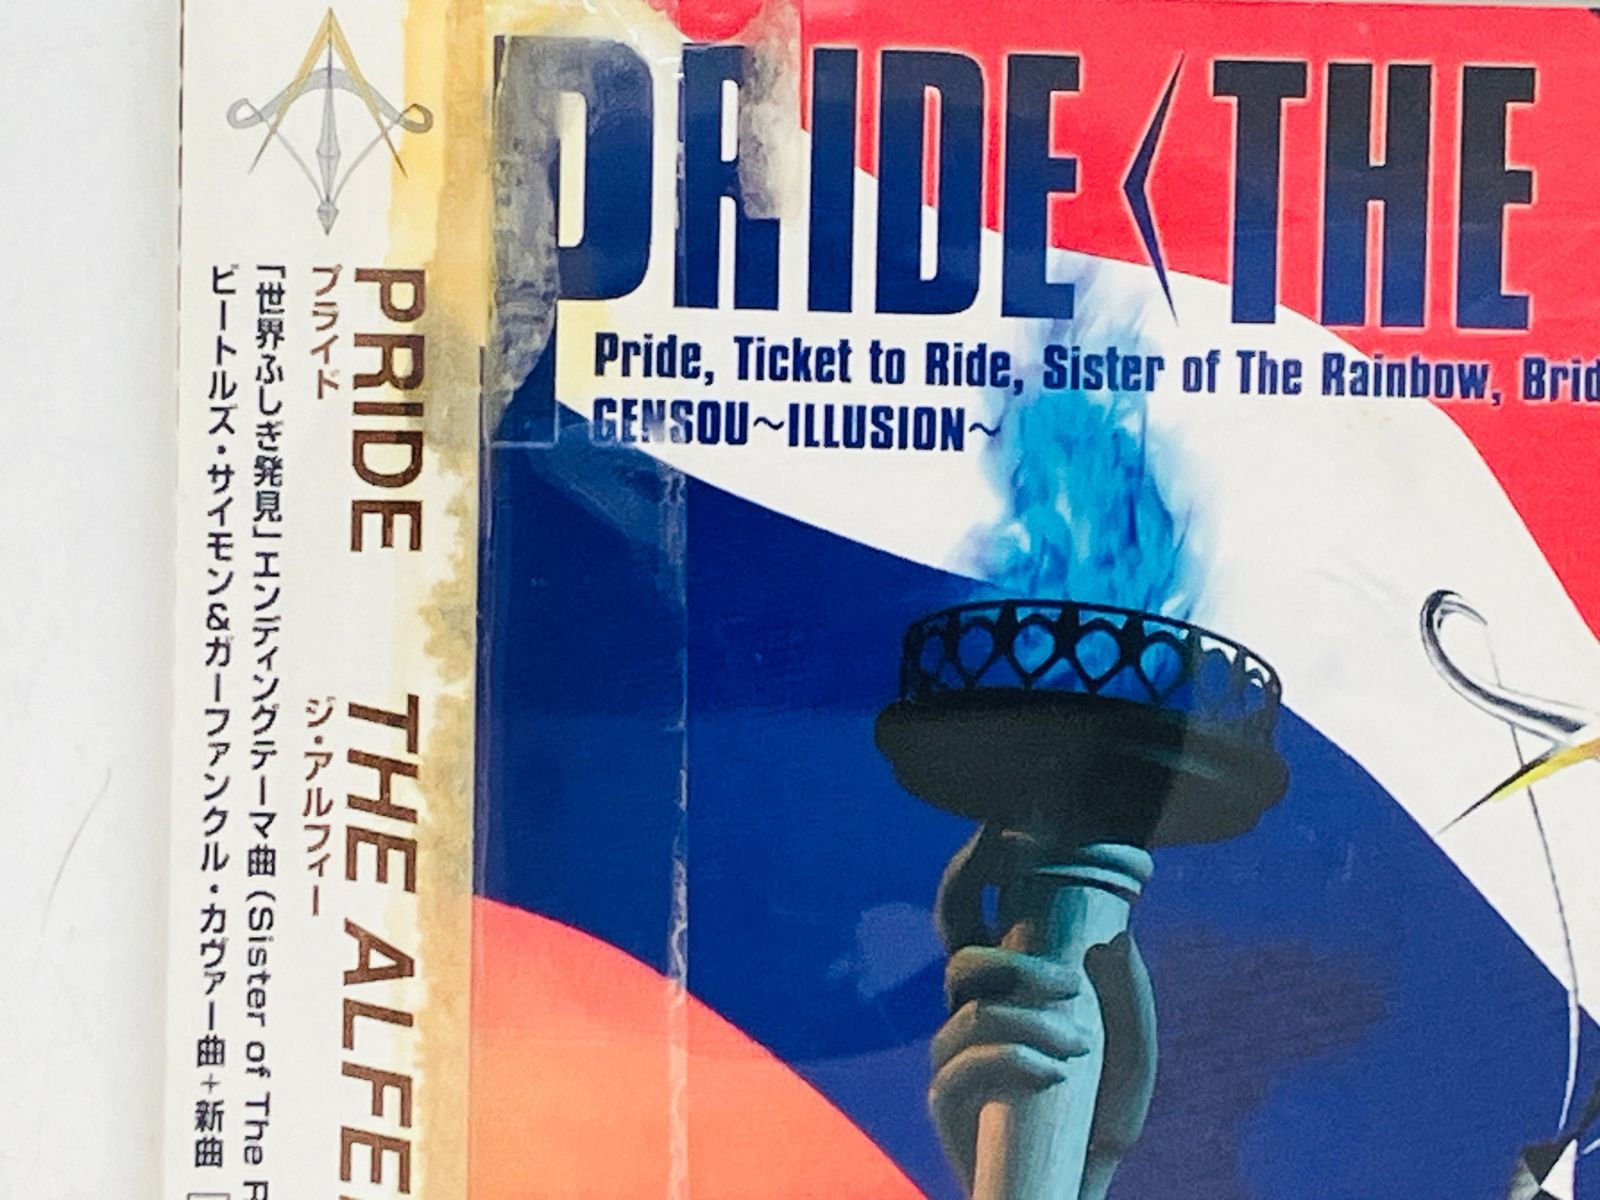 PRIDE<THE
Pride, Ticket to Ride, Sister of The Rainbow, Brid
GENSOU～ILLUSION～
PRIDE THE ALFE
プライド ジ・アルフィー
「世界ふしぎ発見」エンディングテーマ曲 (Sister of The R
ビートルズ・サイモン&ガーファンクル・カヴァー曲+新曲